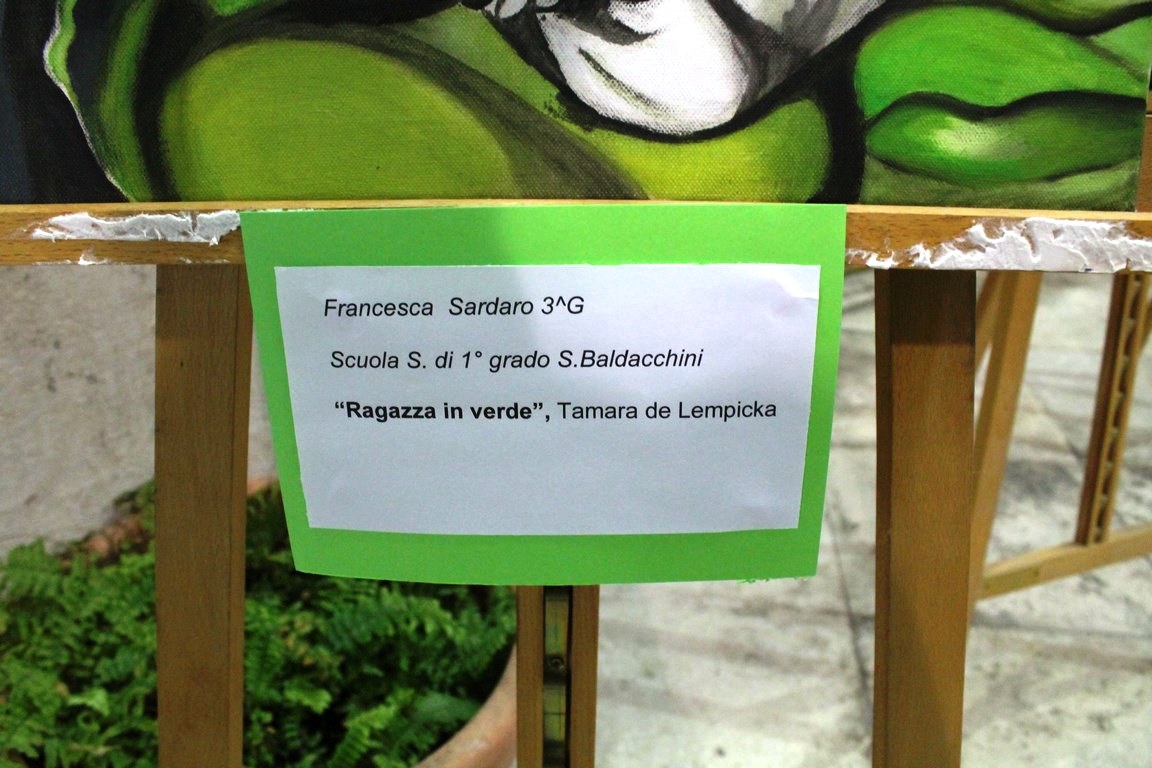 Francesca Sardaro 3^G
Scuola S. di 1° grado S.Baldacchini
“Ragazza in verde”, Tamara de Lempicka